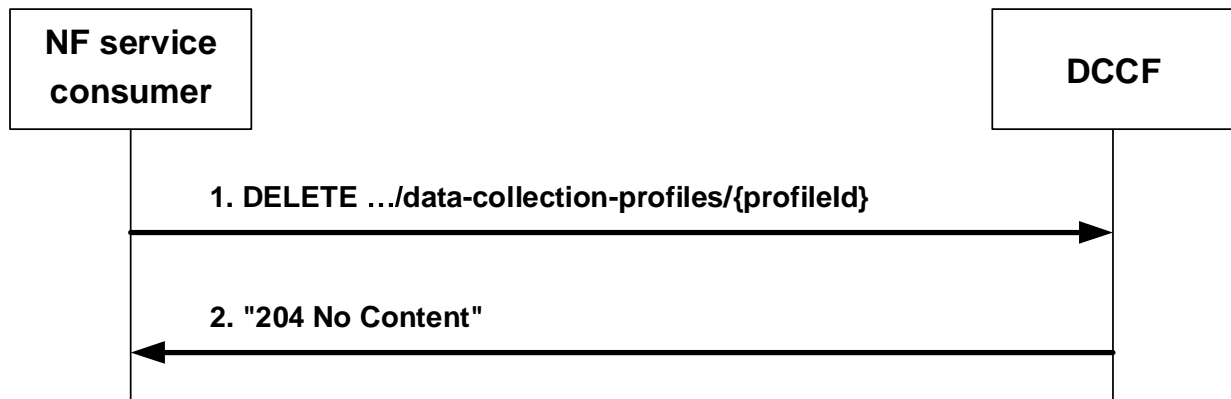 NF service
consumer
DCCF
1. DELETE …/data-collection-profiles/{profileId}
2. "204 No Content"